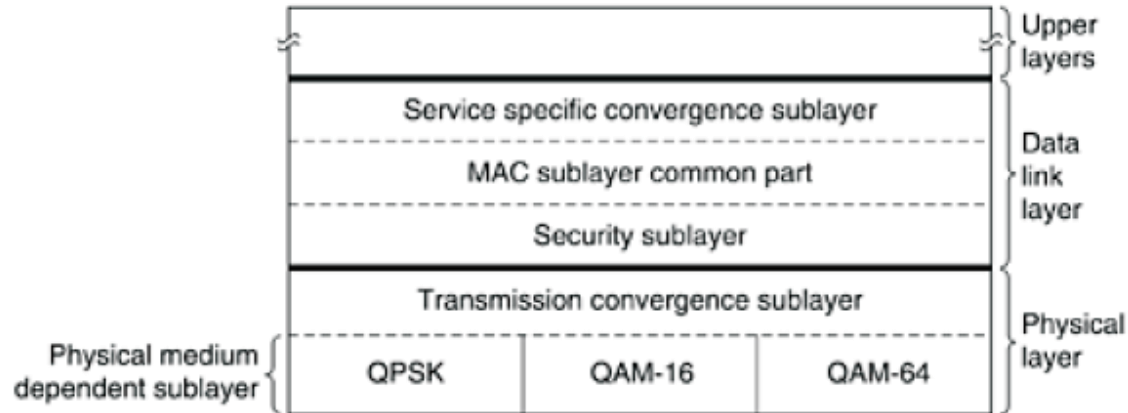 Upper
layers
Service specific convergence sublayer
MAC sublayer common part
Security sublayer
Data
link
layer
Transmission convergence sublayer
Physical
layer
Physical medium
dependent sublayer
QPSK
QAM-16
QAM-64